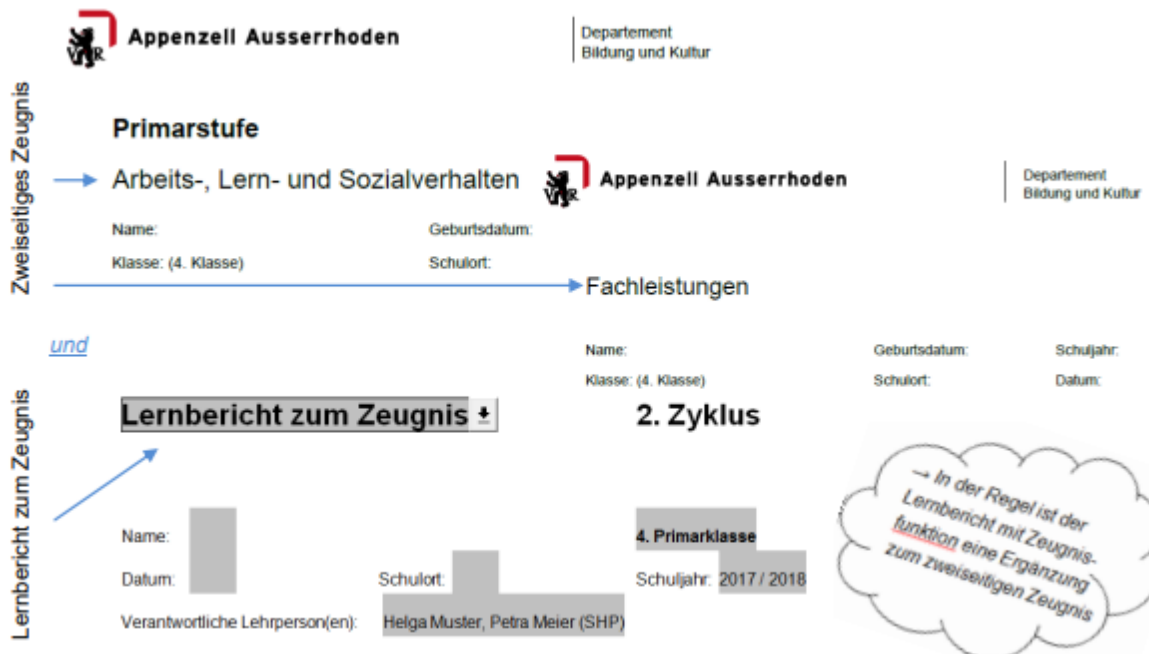 Appenzell Ausserrhoden
Departement
Bildung und Kultur
Zweiseitiges Zeugnis
Primarstufe
Arbeits-, Lern- und Sozialverhalten
Name: Geburtsdatum:
Klasse: (4. Klasse) Schulort:
VR Appenzell Ausserrhoden
Departement
Bildung und Kultur
Fachleistungen
Name: Geburtsdatum: Schuljahr:
Klasse: (4. Klasse) Schulort: Datum:
und
Lernbericht zum Zeugnis
Lernbericht zum Zeugnis 2. Zyklus
Name: 4. Primarklasse
Datum: Schulort: Schuljahr: 2017 / 2018
Verantwortliche Lehrperson(en): Helga Muster, Petra Meier (SHP)
→ In der Regel ist der
Lernbericht mit Zeugnis-
funktion eine Ergänzung
zum zweiseitigen Zeugnis